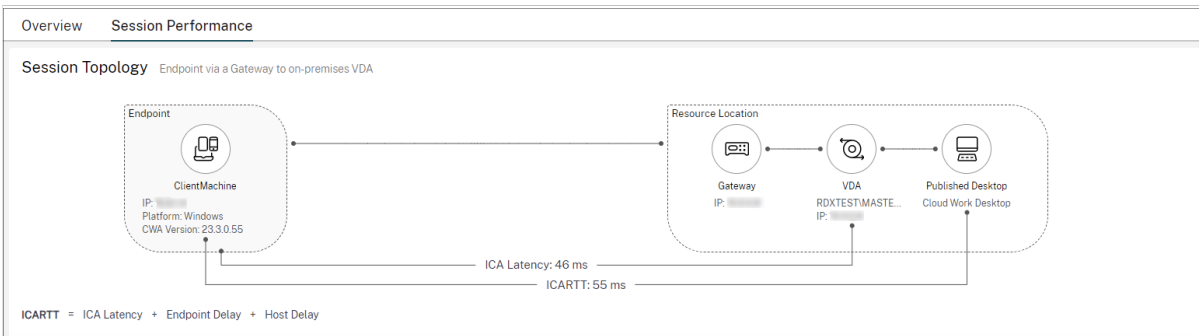 Overview Session Performance
Session Topology Endpoint via a Gateway to on-premises VDA
Endpoint
ClientMachine
IP:
Platform: Windows
CWA Version: 23.3.0.55
Resource Location
Gateway
IP:
VDA
RDXTEST\MASTE...
IP:
Published Desktop
Cloud Work Desktop
ICA Latency: 46 ms
ICARTT: 55 ms
ICARTT = ICA Latency + Endpoint Delay + Host Delay